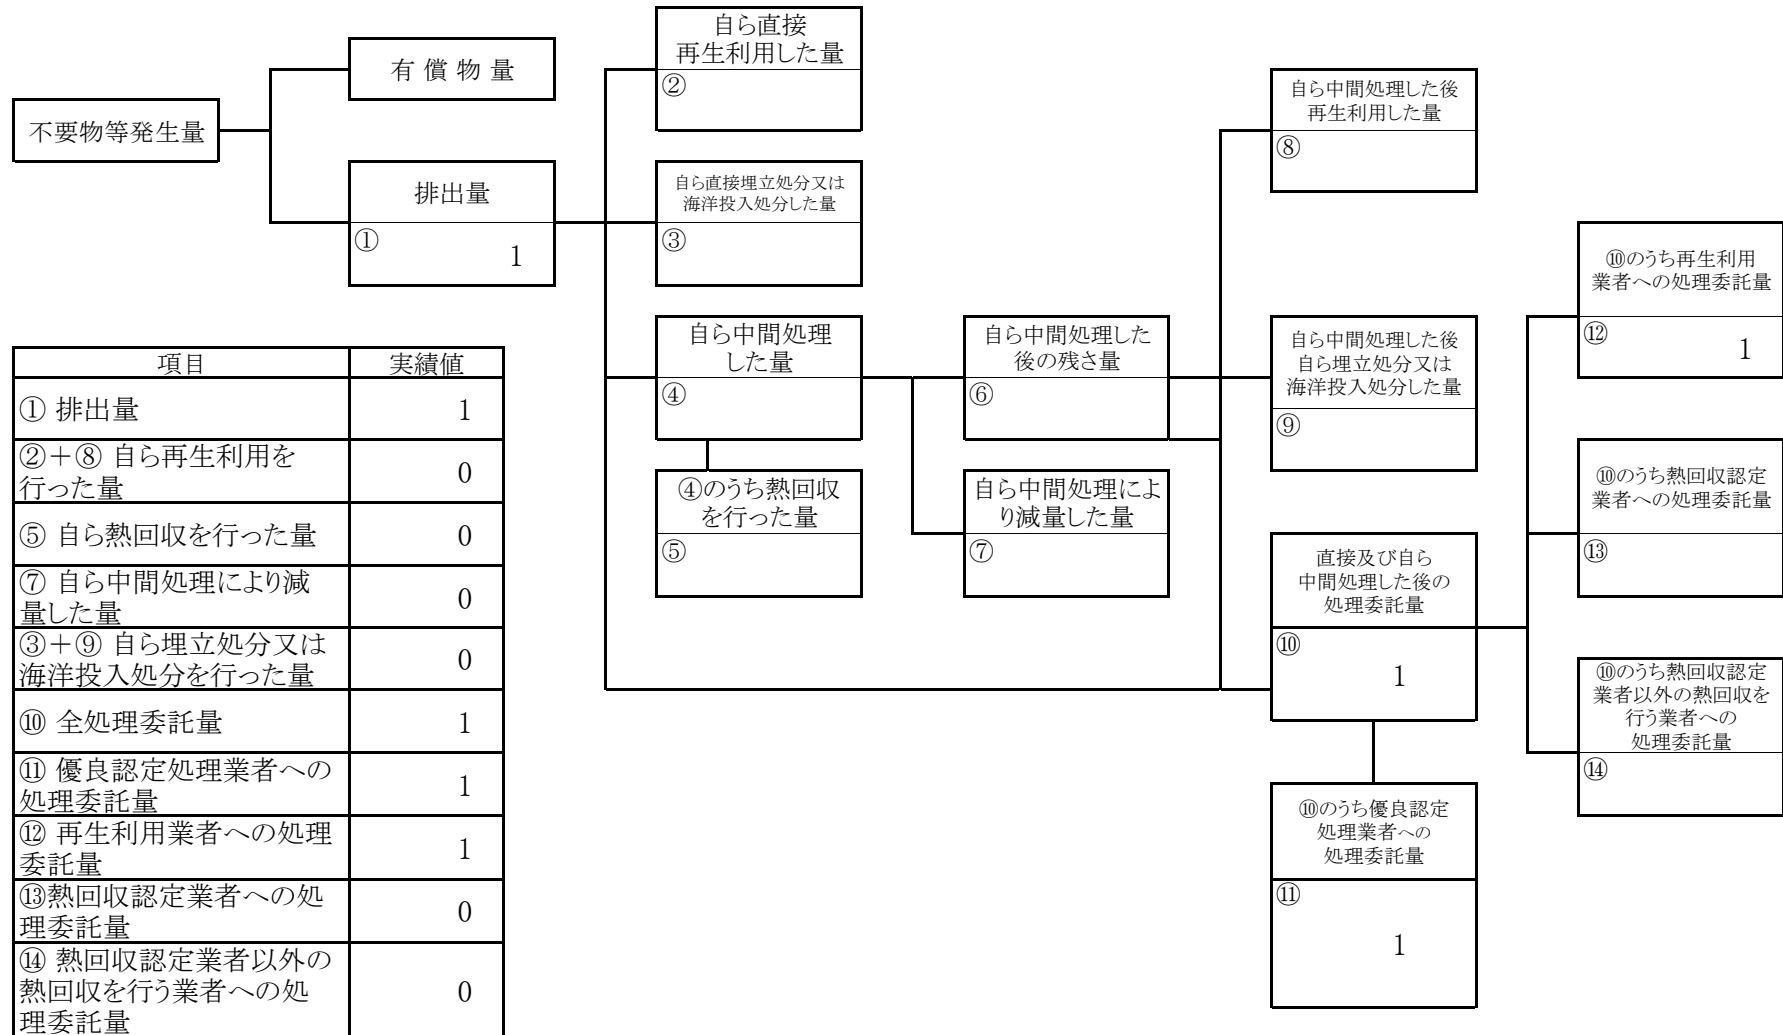 不要物等発生量
有償物量
排出量
①
1
自ら直接
再生利用した量
②
自ら直接埋立処分又は
海洋投入処分した量
③
自ら中間処理
した量
④
④のうち熱回収
を行った量
⑤
自ら中間処理した
後の残さ量
⑥
自ら中間処理によ
り減量した量
⑦
自ら中間処理した後
再生利用した量
⑧
自ら中間処理した後
自ら埋立処分又は
海洋投入処分した量
⑨
直接及び自ら
中間処理した後の
処理委託量
⑩
1
⑩のうち優良認定
処理業者への
処理委託量
⑪
1
⑩のうち再生利用
業者への処理委託量
⑫
1
⑩のうち熱回収認定
業者への処理委託量
⑬
⑩のうち熱回収認定
業者以外の熱回収を
行う業者への
処理委託量
⑭
項目 実績値
① 排出量 1
②＋⑧ 自ら再生利用を
行った量 0
⑤ 自ら熱回収を行った量 0
⑦ 自ら中間処理により減
量した量 0
③＋⑨ 自ら埋立処分又は
海洋投入処分を行った量 0
⑩ 全処理委託量 1
⑪ 優良認定処理業者への
処理委託量 1
⑫ 再生利用業者への処理
委託量 1
⑬熱回収認定業者への処
理委託量 0
⑭ 熱回収認定業者以外の
熱回収を行う業者への処
理委託量 0